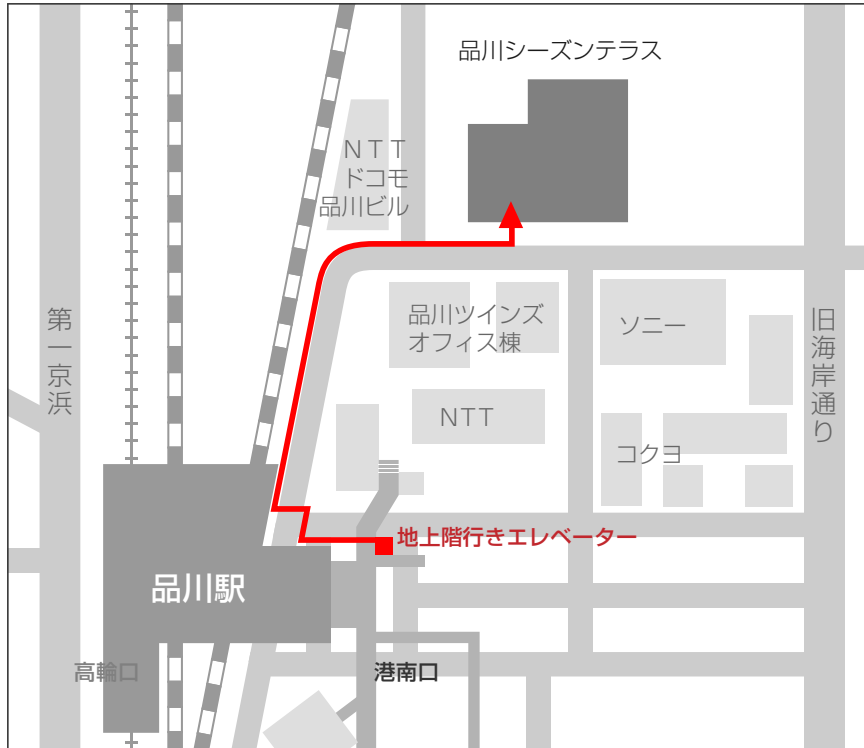 品川シーズンテラス
ＮＴＴ
ドコモ
品川ビル
第一京浜
品川ツインズ
オフィス棟
ソニー
旧海岸通り
NTT
コクヨ
地上階行きエレベーター
品川駅
高輪口
港南口